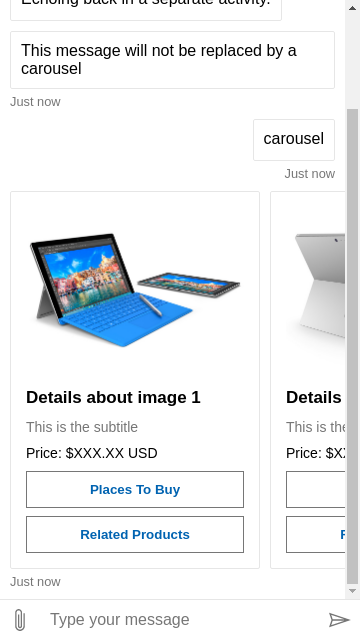 Echoing back in a separate activity.
This message will not be replaced by a
carousel
Just now
carousel
Just now
Details about image 1
This is the subtitle
Price: $XXX.XX USD
Places To Buy
Related Products
Details
This is the
Price: $X
Just now
Type your message